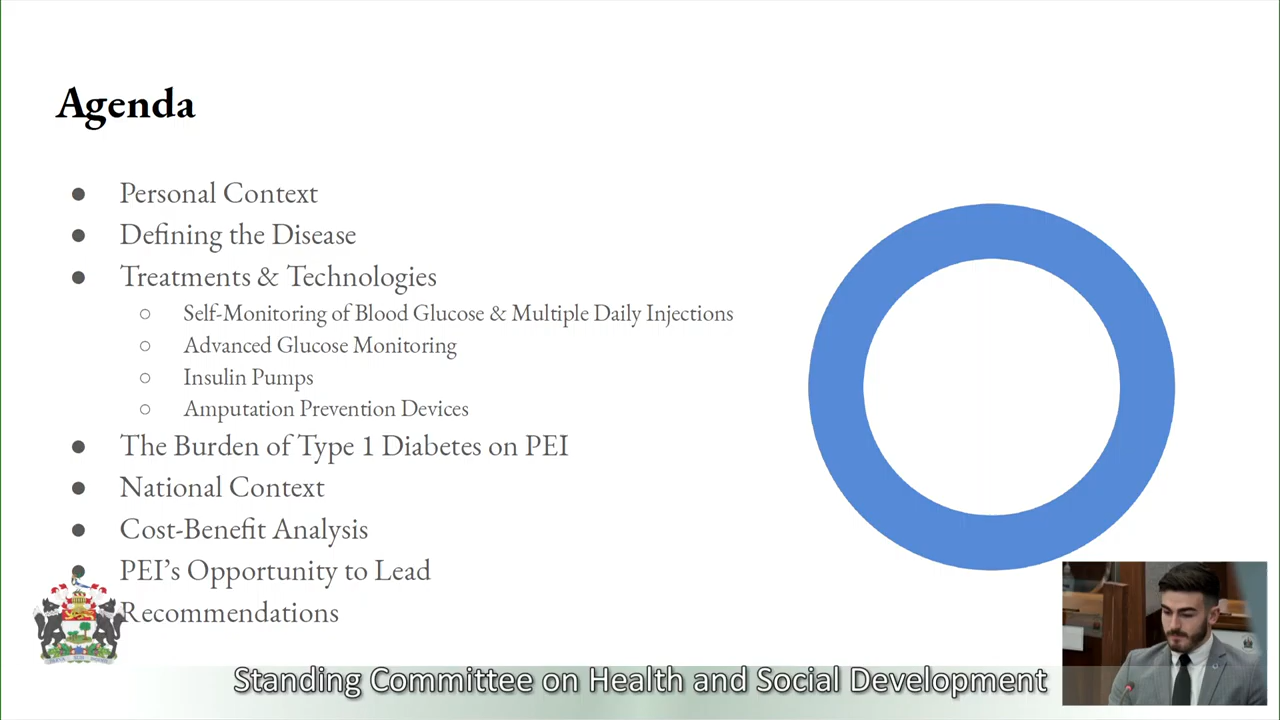 Agenda
● Personal Context
● Defining the Disease
● Treatments & Technologies
○ Self-Monitoring of Blood Glucose & Multiple Daily Injections
○ Advanced Glucose Monitoring
○ Insulin Pumps
○ Amputation Prevention Devices
● The Burden of Type 1 Diabetes on PEI
● National Context
● Cost-Benefit Analysis
● PEI’s Opportunity to Lead
Recommendations
Standing Committee on Health and Social Development